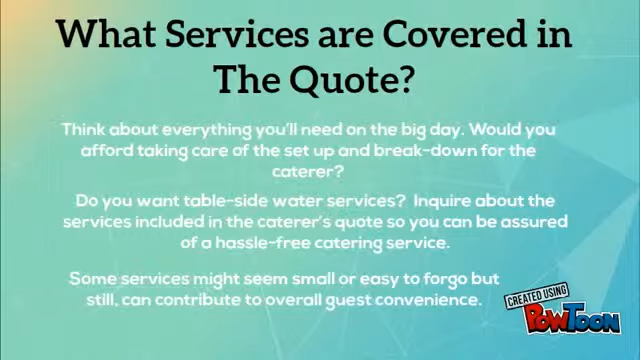 What Services are Covered in
The Quote?
Think about everything you'll need on the big day. Would you
afford taking care of the set up and break-down for the
caterer?
Do you want table-side water services? Inquire about the
services included in the caterer's quote so you can be assured
of a hassle-free catering service.
Some services might seem small or easy to forgo but
still, can contribute to overall guest convenience.
CREATED USING
POWTOON